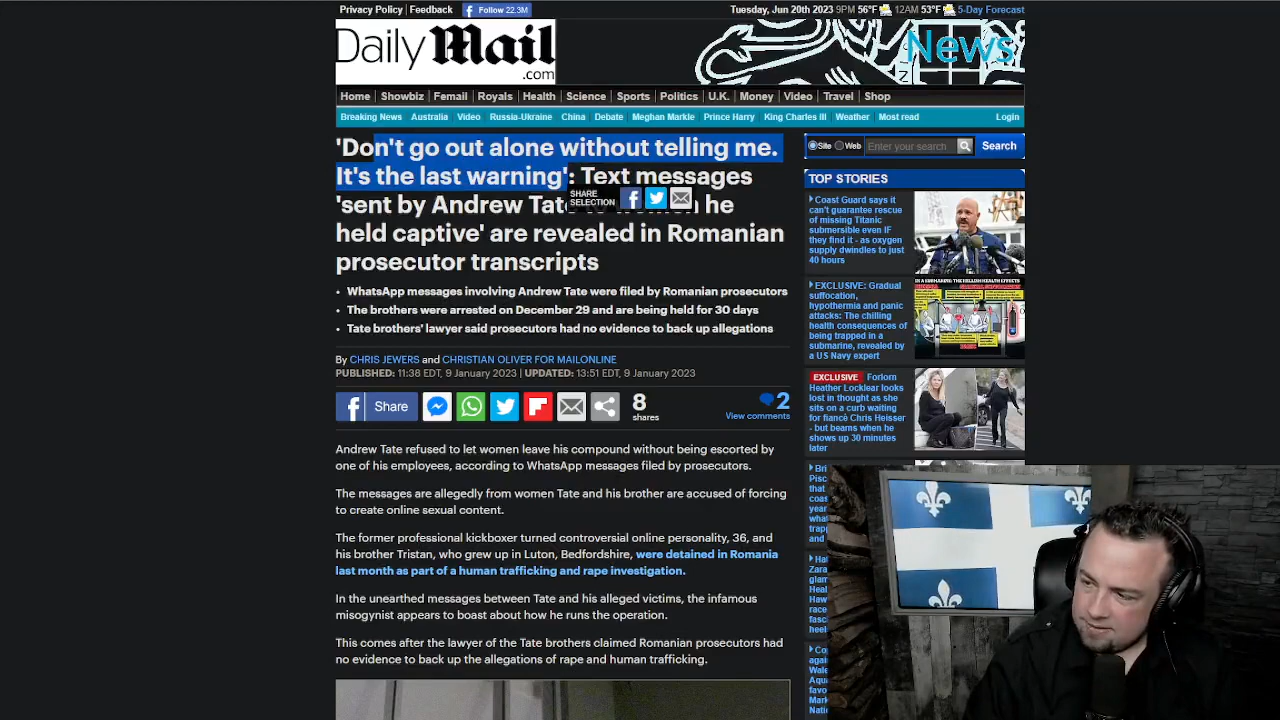 Privacy Policy | Feedback
Follow 22.3M
Tuesday, Jun 20th 2023 9PM 56°F 12AM 53°F 5-Day Forecast
Daily Mail
.com
News
Home Showbiz Femail Royals Health Science Sports Politics U.K. Money Video Travel Shop
Breaking News Australia Video Russia-Ukraine China Debate Meghan Markle Prince Harry King Charles III Weather Most read
Login
'Don't go out alone without telling me.
It's the last warning': Text messages
'sent by Andrew Tate he
held captive' are revealed in Romanian
prosecutor transcripts
SHARE
SELECTION
WhatsApp messages involving Andrew Tate were filed by Romanian prosecutors
The brothers were arrested on December 29 and are being held for 30 days
Tate brothers' lawyer said prosecutors had no evidence to back up allegations
By CHRIS JEWERS and CHRISTIAN OLIVER FOR MAILONLINE
PUBLISHED: 11:38 EDT, 9 January 2023 | UPDATED: 13:51 EDT, 9 January 2023
Share
8
shares
2
View comments
Andrew Tate refused to let women leave his compound without being escorted by
one of his employees, according to WhatsApp messages filed by prosecutors.
The messages are allegedly from women Tate and his brother are accused of forcing
to create online sexual content.
The former professional kickboxer turned controversial online personality, 36, and
his brother Tristan, who grew up in Luton, Bedfordshire, were detained in Romania
last month as part of a human trafficking and rape investigation.
In the unearthed messages between Tate and his alleged victims, the infamous
misogynist appears to boast about how he runs the operation.
This comes after the lawyer of the Tate brothers claimed Romanian prosecutors had
no evidence to back up the allegations of rape and human trafficking.
Site Web Enter your search Search
TOP STORIES
Coast Guard says it
can't guarantee rescue
of missing Titanic
submersible even IF
they find it - as oxygen
supply dwindles to just
40 hours
EXCLUSIVE: Gradual
suffocation,
hypothermia and panic
attacks: The chilling
health consequences of
being trapped in a
submarine, revealed by
a US Navy expert
EXCLUSIVE Forlorn
Heather Locklear looks
lost in thought as she
sits on a curb waiting
for fiancé Chris Heisser
- but beams when he
shows up 30 minutes
later